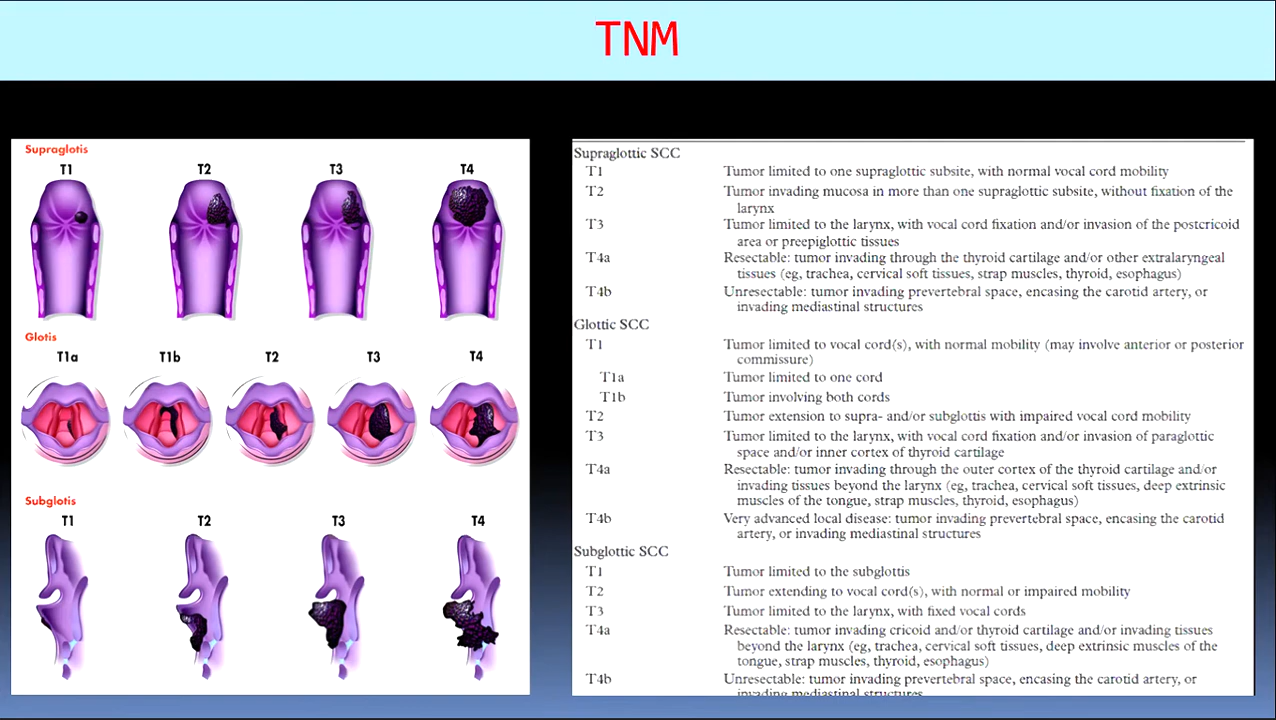 TNM
Supraglotis
T1 T2 T3 T4
Glotis
T1a T1b T2 T3 T4
Subglotis
T1 T2 T3 T4
Supraglottic SCC
T1 Tumor limited to one supraglottic subsite, with normal vocal cord mobility
T2 Tumor invading mucosa in more than one supraglottic subsite, without fixation of the
larynx
T3 Tumor limited to the larynx, with vocal cord fixation and/or invasion of the postcricoid
area or preepiglottic tissues
T4a Resectable: tumor invading through the thyroid cartilage and/or other extralaryngeal
tissues (eg, trachea, cervical soft tissues, strap muscles, thyroid, esophagus)
T4b Unresectable: tumor invading prevertebral space, encasing the carotid artery, or
invading mediastinal structures
Glottic SCC
T1 Tumor limited to vocal cord(s), with normal mobility (may involve anterior or posterior
commissure)
T1a Tumor limited to one cord
T1b Tumor involving both cords
T2 Tumor extension to supra- and/or subglottis with impaired vocal cord mobility
T3 Tumor limited to the larynx, with vocal cord fixation and/or invasion of paraglottic
space and/or inner cortex of thyroid cartilage
T4a Resectable: tumor invading through the outer cortex of the thyroid cartilage and/or
invading tissues beyond the larynx (eg, trachea, cervical soft tissues, deep extrinsic
muscles of the tongue, strap muscles, thyroid, esophagus)
T4b Very advanced local disease: tumor invading prevertebral space, encasing the carotid
artery, or invading mediastinal structures
Subglottic SCC
T1 Tumor limited to the subglottis
T2 Tumor extending to vocal cord(s), with normal or impaired mobility
T3 Tumor limited to the larynx, with fixed vocal cords
T4a Resectable: tumor invading cricoid and/or thyroid cartilage and/or invading tissues
beyond the larynx (eg, trachea, cervical soft tissues, deep extrinsic muscles of the
tongue, strap muscles, thyroid, esophagus)
T4b Unresectable: tumor invading prevertebral space, encasing the carotid artery, or
invading mediastinal structures